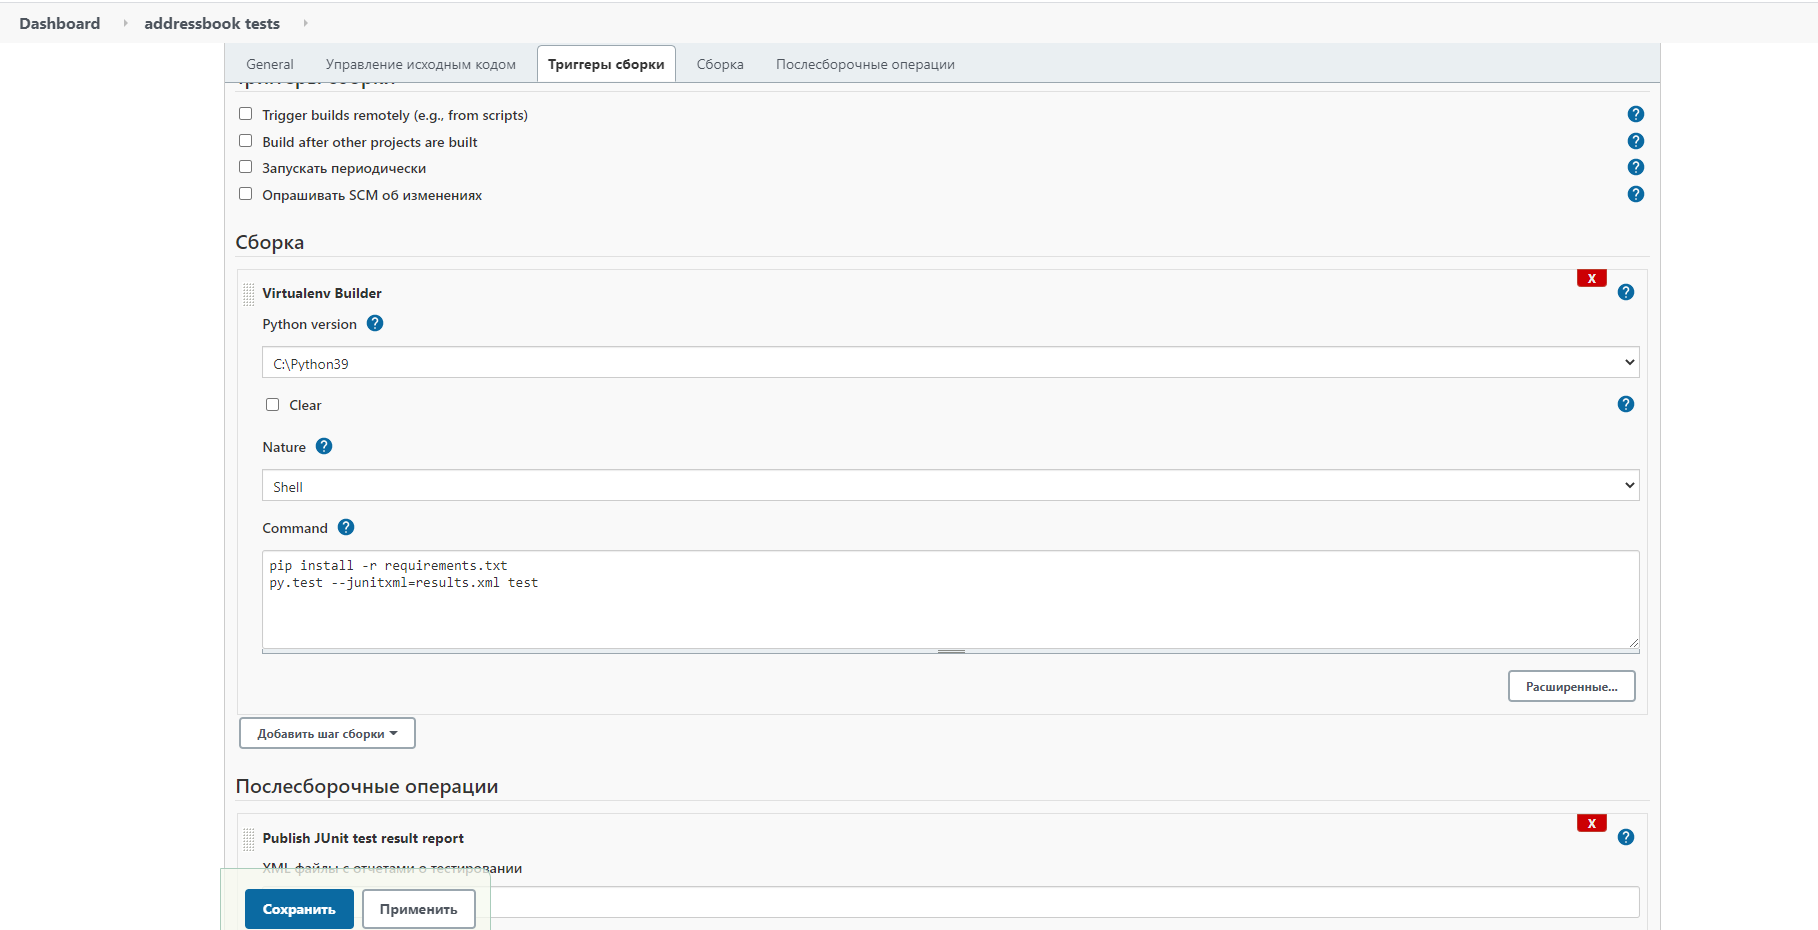 Dashboard addressbook tests
General Управление исходным кодом Триггеры сборки Сборка Послесборочные операции
Триггеры сборки
Trigger builds remotely (e.g., from scripts)
Build after other projects are built
Запускать периодически
Опрашивать SCM об изменениях
Сборка
X
Virtualenv Builder
Python version
C:\Python39
Clear
Nature
Shell
Command
pip install -r requirements.txt
py.test --junitxml=results.xml test
Расширенные...
Добавить шаг сборки
Послесборочные операции
X
Publish JUnit test result report
XML файлы с отчетами о тестировании
Сохранить Применить